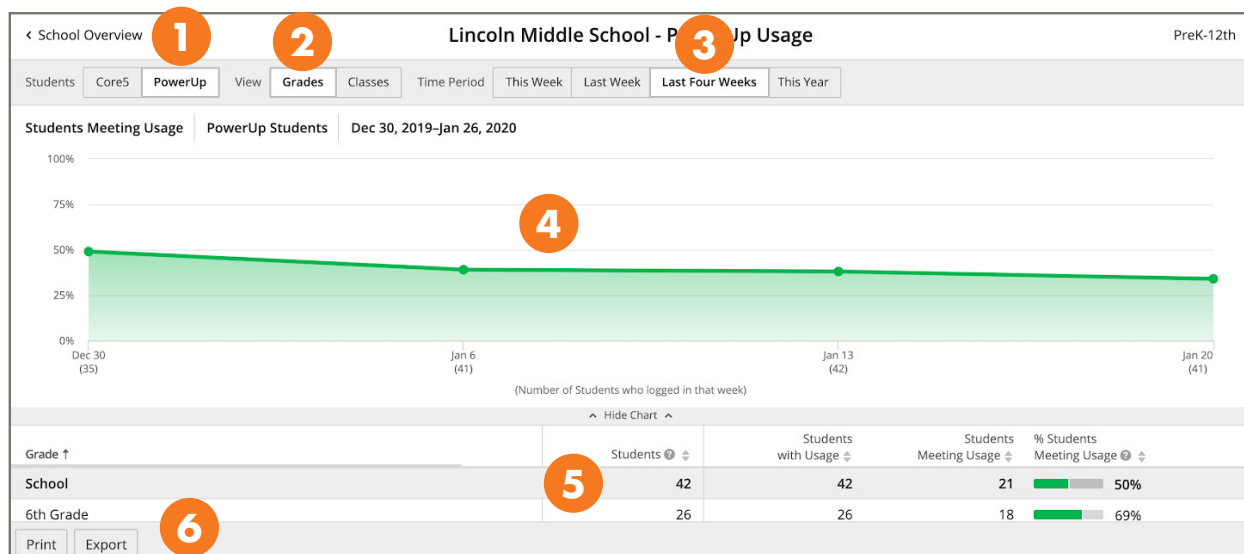 ‹ School Overview
1
2
Lincoln Middle School - P
3
Up Usage
PreK-12th
Students Core5 PowerUp View Grades Classes Time Period This Week Last Week Last Four Weeks This Year
Students Meeting Usage PowerUp Students Dec 30, 2019–Jan 26, 2020
100%
75%
4
50%
25%
0%
Dec 30 Jan 6 Jan 13 Jan 20
(35) (41) (42) (41)
(Number of Students who logged in that week)
Hide Chart
Students Students % Students
Grade ↑ Students ? with Usage Meeting Usage Meeting Usage ?
School 5 42 42 21 50%
6th Grade 26 26 18 69%
6
Print Export